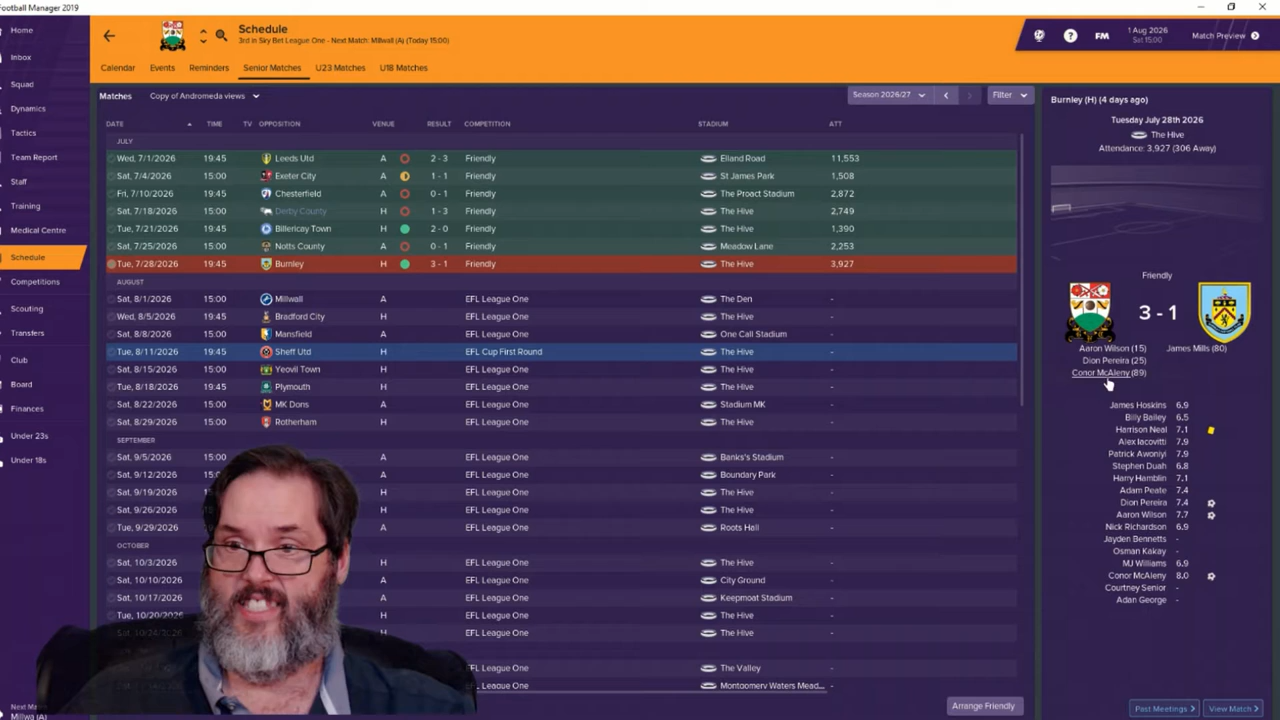 Football Manager 2019
Home
Inbox
Squad
Dynamics
Tactics
Team Report
Staff
Training
Medical Centre
Schedule
Competitions
Scouting
Transfers
Club
Board
Finances
Under 23s
Under 18s
Schedule
3rd in Sky Bet League One - Next Match: Millwall (A) (Today 15:00)
FM
1 Aug 2026
Sat 15:00
Match Preview
Calendar Events Reminders Senior Matches U23 Matches U18 Matches
Matches Copy of Andromeda views Season 2026/27 Filter
DATE TIME TV OPPOSITION VENUE RESULT COMPETITION STADIUM ATT
JULY
Wed, 7/1/2026 19:45 Leeds Utd A 2 - 3 Friendly Elland Road 11,553
Sat, 7/4/2026 15:00 Exeter City A 1 - 1 Friendly St James Park 1,508
Fri, 7/10/2026 19:45 Chesterfield A 0 - 1 Friendly The Proact Stadium 2,872
Sat, 7/18/2026 19:45 Derby County H 1 - 3 Friendly The Hive 2,749
Tue, 7/21/2026 19:45 Billericay Town H 2 - 0 Friendly The Hive 1,390
Sat, 7/25/2026 15:00 Notts County A 0 - 1 Friendly Meadow Lane 2,253
Tue, 7/28/2026 19:45 Burnley H 3 - 1 Friendly The Hive 3,927
AUGUST
Sat, 8/1/2026 15:00 Millwall A EFL League One The Den -
Wed, 8/5/2026 19:45 Bradford City H EFL League One The Hive -
Sat, 8/8/2026 15:00 Mansfield A EFL League One One Call Stadium -
Tue, 8/11/2026 19:45 Sheff Utd H EFL Cup First Round The Hive -
Sat, 8/15/2026 15:00 Yeovil Town H EFL League One The Hive -
Tue, 8/18/2026 19:45 Plymouth H EFL League One The Hive -
Sat, 8/22/2026 15:00 MK Dons A EFL League One Stadium MK -
Sat, 8/29/2026 15:00 Rotherham H EFL League One The Hive -
SEPTEMBER
Sat, 9/5/2026 15:00 A EFL League One Banks's Stadium -
Sat, 9/12/2026 A EFL League One Boundary Park -
Sat, 9/19/2026 H EFL League One The Hive -
Sat, 9/26/2026 H EFL League One The Hive -
Tue, 9/29/2026 A EFL League One Roots Hall -
OCTOBER
Sat, 10/3/2026 H EFL League One The Hive -
Sat, 10/10/2026 A EFL League One City Ground -
Sat, 10/17/2026 A EFL League One Keepmoat Stadium -
Tue, 10/20/2026 H EFL League One The Hive -
Sat, 10/24/2026 H EFL League One The Hive -
EFL League One The Valley -
EFL League One Montgomery Waters Mead... -
Arrange Friendly
Burnley (H) (4 days ago)
Tuesday July 28th 2026
The Hive
Attendance: 3,927 (306 Away)
Friendly
3 - 1
Aaron Wilson (15) James Mills (80)
Dion Pereira (25)
Conor McAleny (89)
James Hoskins 6.9
Billy Bailey 6.5
Harrison Neal 7.1
Alex Iacovitti 7.9
Patrick Awoniyi 7.9
Stephen Duah 6.8
Harry Hamblin 7.1
Adam Peate 7.4
Dion Pereira 7.4
Aaron Wilson 7.7
Nick Richardson 6.9
Jayden Bennetts -
Osman Kakay -
MJ Williams 6.9
Conor McAleny 8.0
Courtney Senior -
Adan George -
Past Meetings View Match